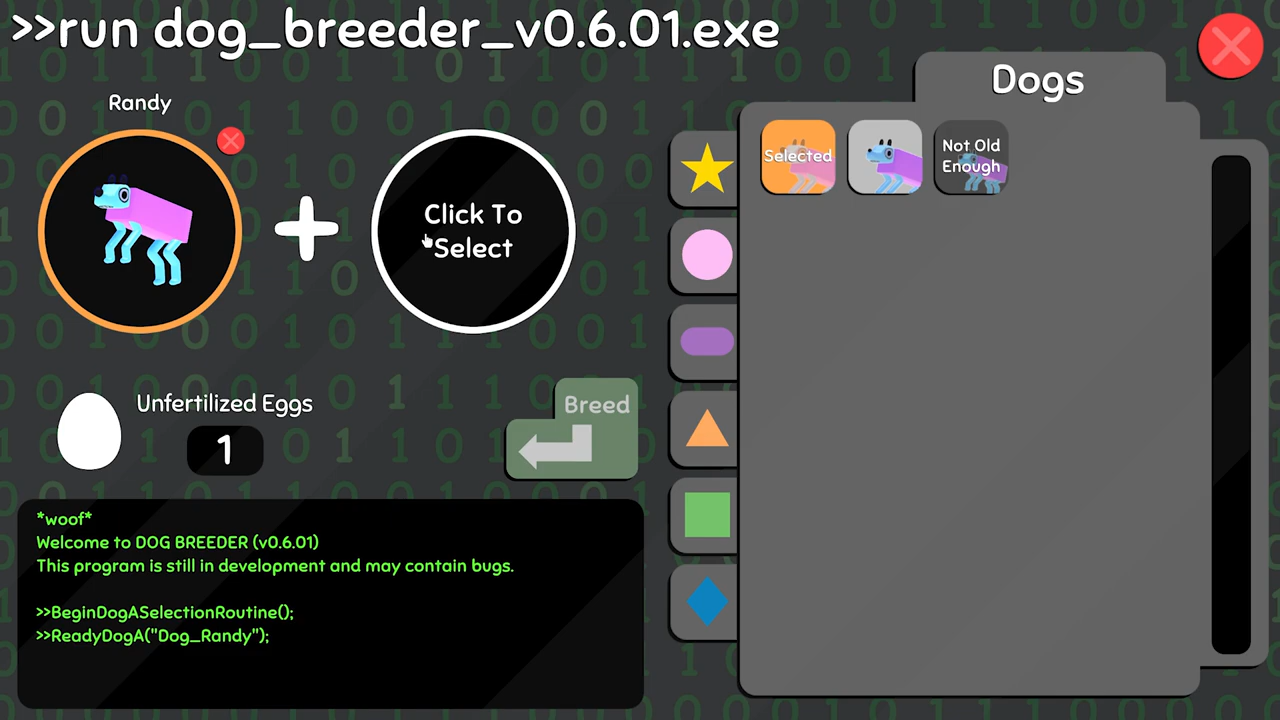 >>run dog_breeder_v0.6.01.exe
Dogs
Randy
Selected
Not Old
Enough
Click To
Select
Unfertilized Eggs
1
Breed
*woof*
Welcome to DOG BREEDER (v0.6.01)
This program is still in development and may contain bugs.
>>BeginDogASelectionRoutine();
>>ReadyDogA("Dog_Randy");